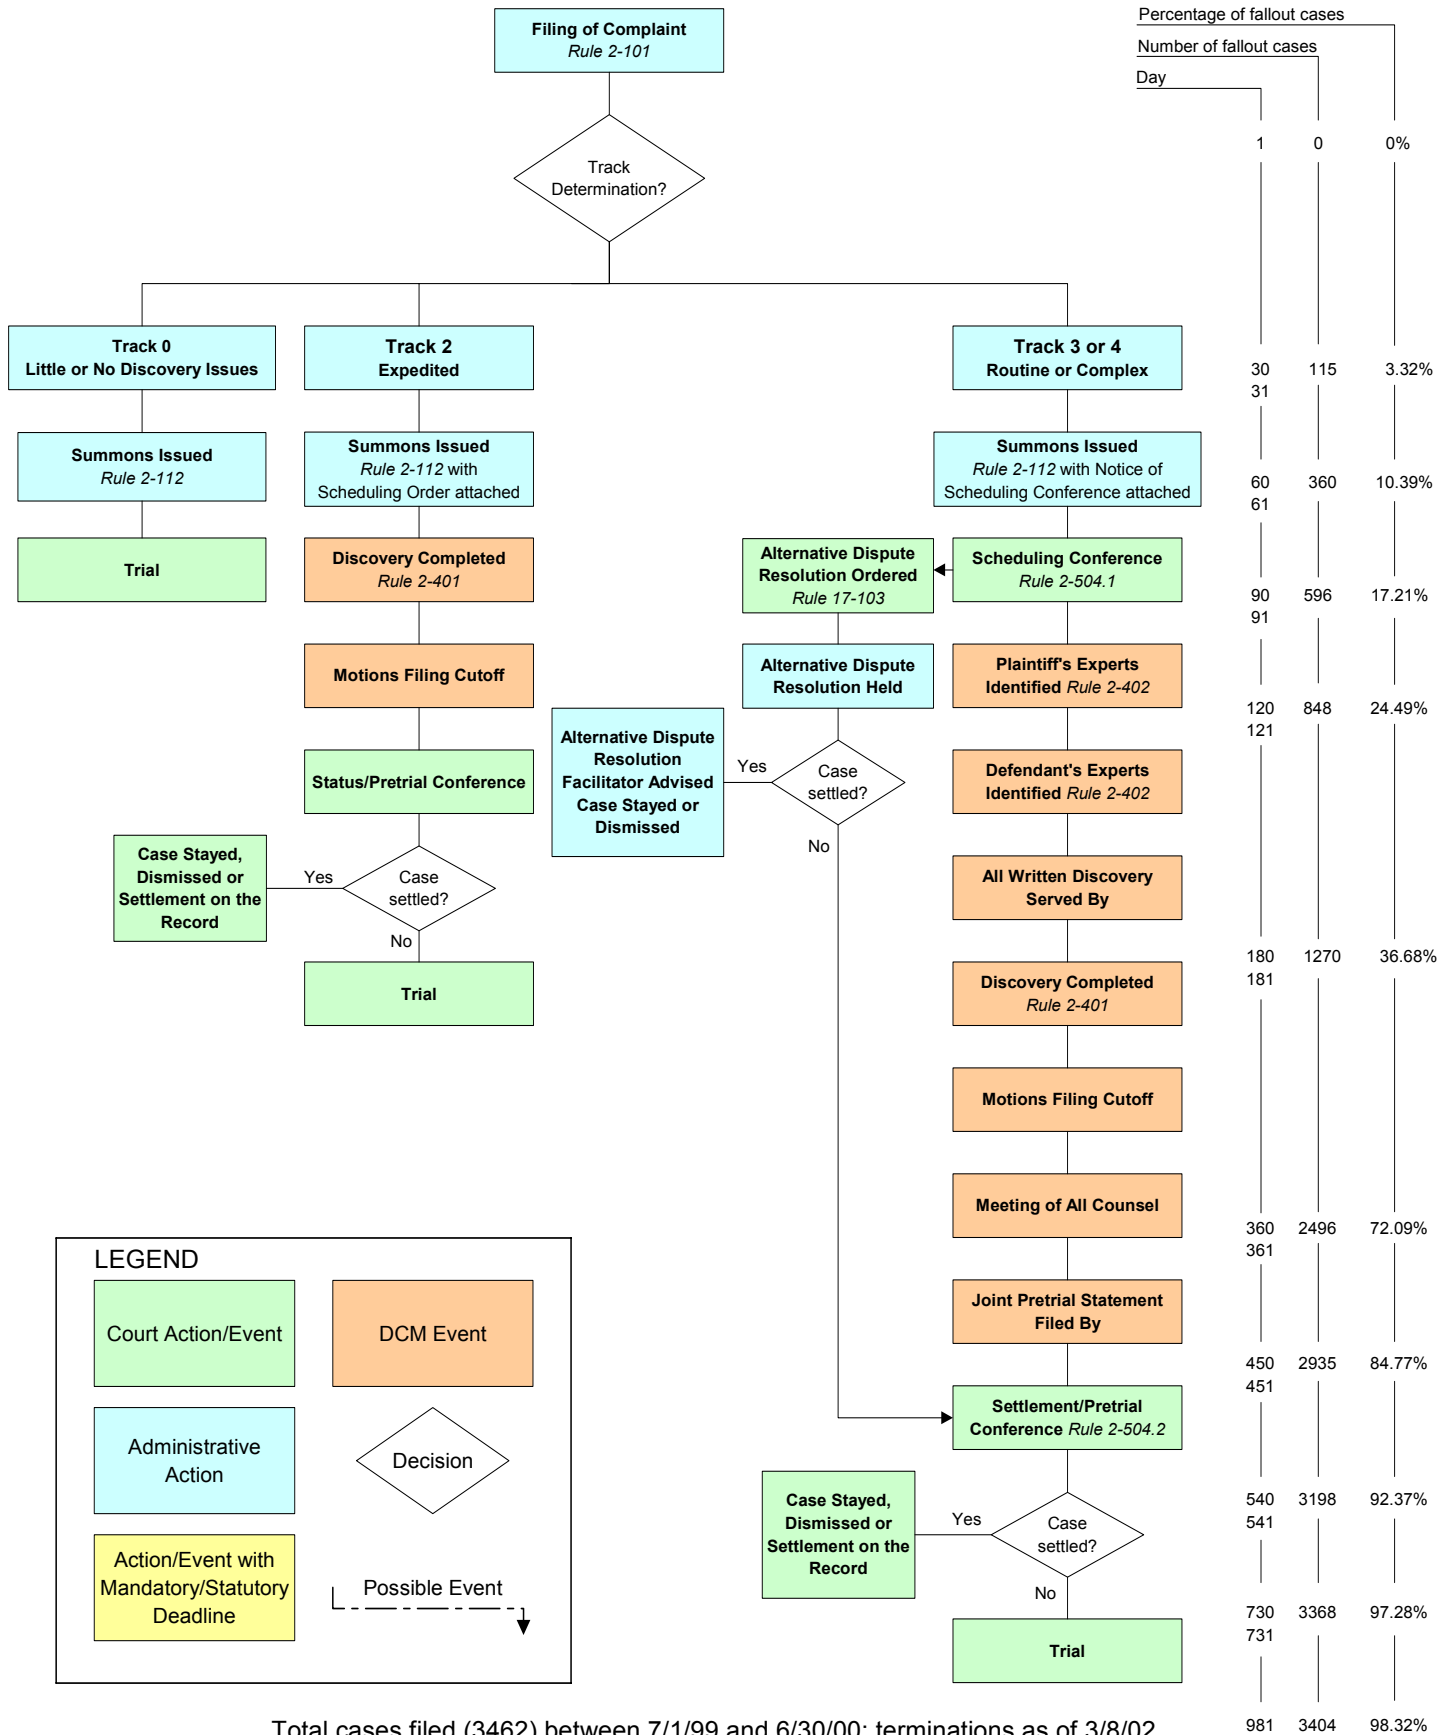 Filing of Complaint
Rule 2-101
Percentage of fallout cases
Number of fallout cases
Day
1 0 0%
Track
Determination?
Track 0
Little or No Discovery Issues
Track 2
Expedited
Track 3 or 4
Routine or Complex
30 115 3.32%
31
Summons Issued
Rule 2-112
Summons Issued
Rule 2-112 with
Scheduling Order attached
Summons Issued
Rule 2-112 with Notice of
Scheduling Conference attached
60 360 10.39%
61
Trial
Discovery Completed
Rule 2-401
Alternative Dispute
Resolution Ordered
Rule 17-103
Scheduling Conference
Rule 2-504.1
90 596 17.21%
91
Motions Filing Cutoff
Alternative Dispute
Resolution Held
Plaintiff's Experts
Identified Rule 2-402
120 848 24.49%
121
Status/Pretrial Conference
Alternative Dispute
Resolution
Facilitator Advised
Case Stayed or
Dismissed
Yes
Case
settled?
No
Defendant's Experts
Identified Rule 2-402
Case Stayed,
Dismissed or
Settlement on the
Record
Yes
Case
settled?
No
All Written Discovery
Served By
180 1270 36.68%
181
Trial
Discovery Completed
Rule 2-401
Motions Filing Cutoff
Meeting of All Counsel
360 2496 72.09%
361
Joint Pretrial Statement
Filed By
450 2935 84.77%
451
Settlement/Pretrial
Conference Rule 2-504.2
Case Stayed,
Dismissed or
Settlement on the
Record
Yes
Case
settled?
No
540 3198 92.37%
541
Trial
730 3368 97.28%
731
LEGEND
Court Action/Event
DCM Event
Administrative
Action
Decision
Action/Event with
Mandatory/Statutory
Deadline
Possible Event
Total cases filed (3462) between 7/1/99 and 6/30/00; terminations as of 3/8/02
981 3404 98.32%